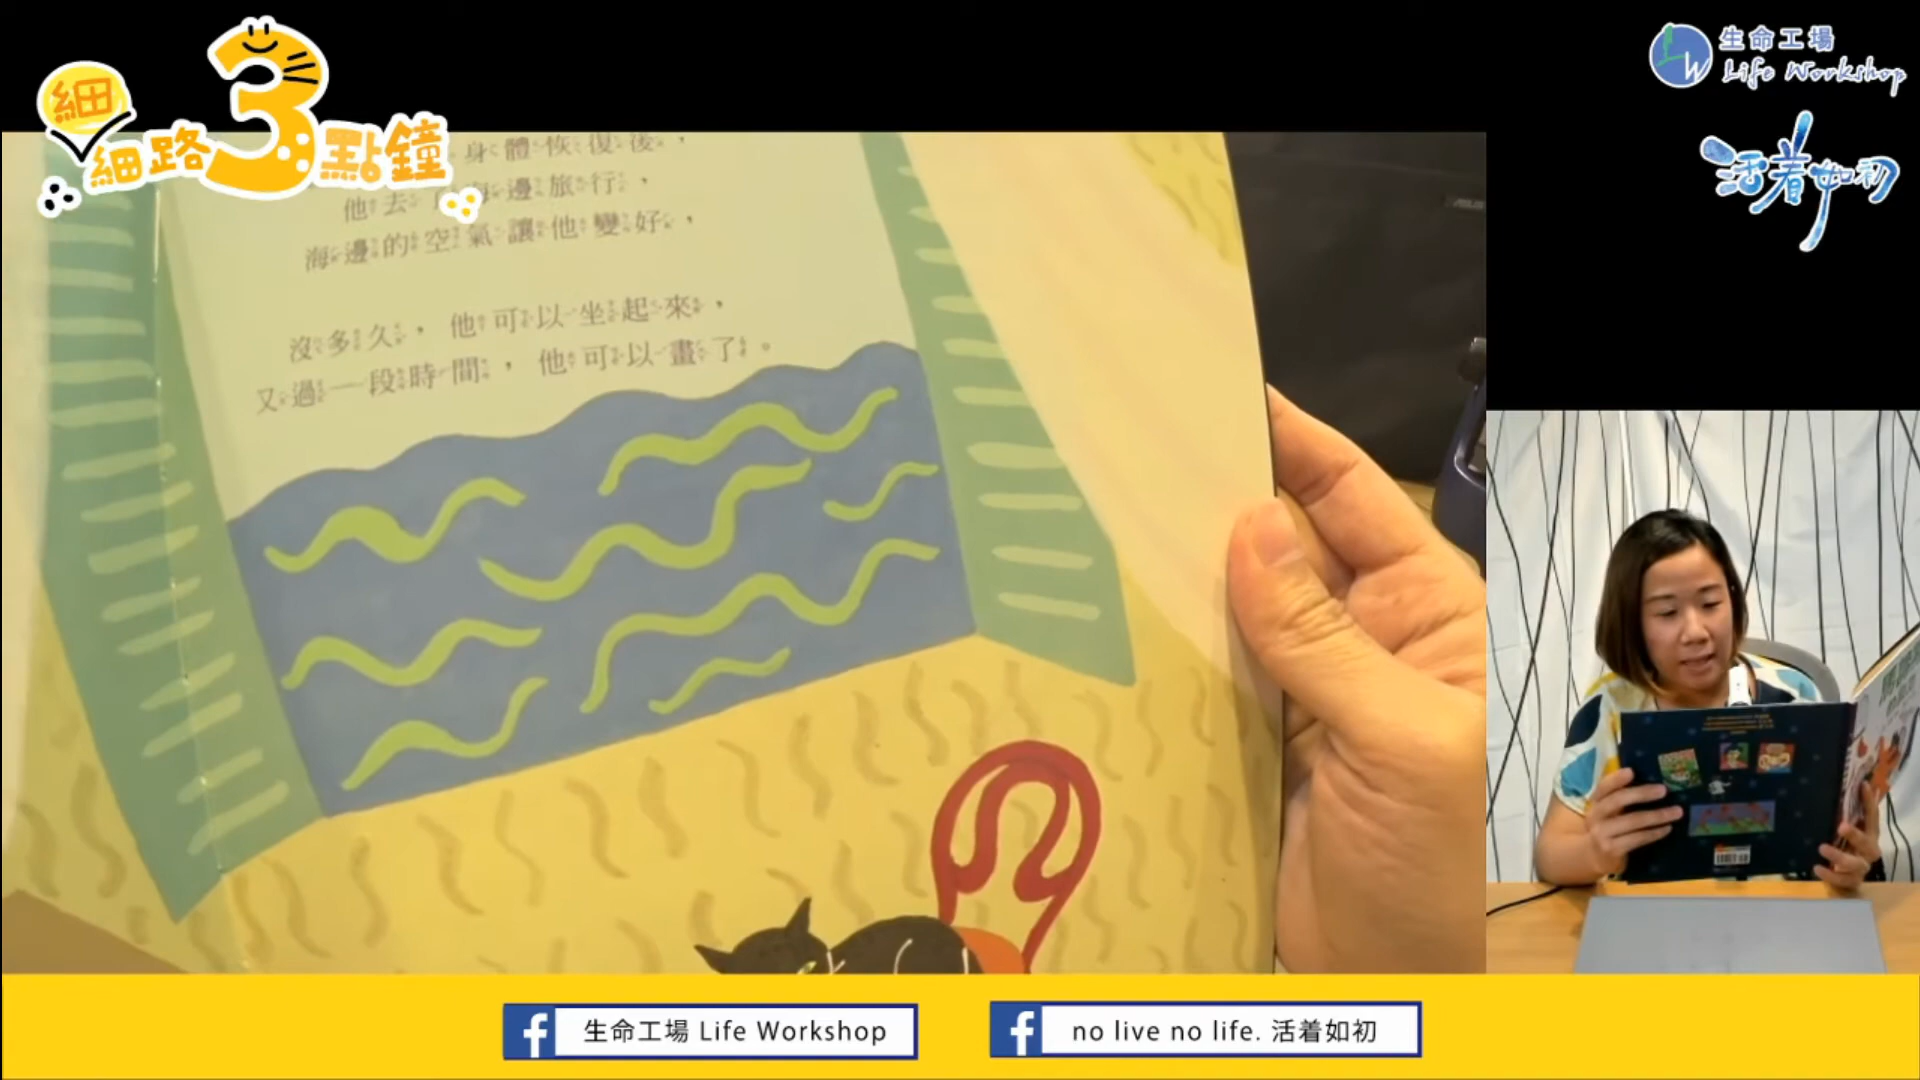 細
細路3點鐘
生命工場
Life Workshop
活着如初
身體恢復後，
他去了海邊旅行，
海邊的空氣讓他變好，
沒多久，他可以坐起來，
又過一段時間，他可以畫了。
生命工場 Life Workshop
no live no life. 活着如初